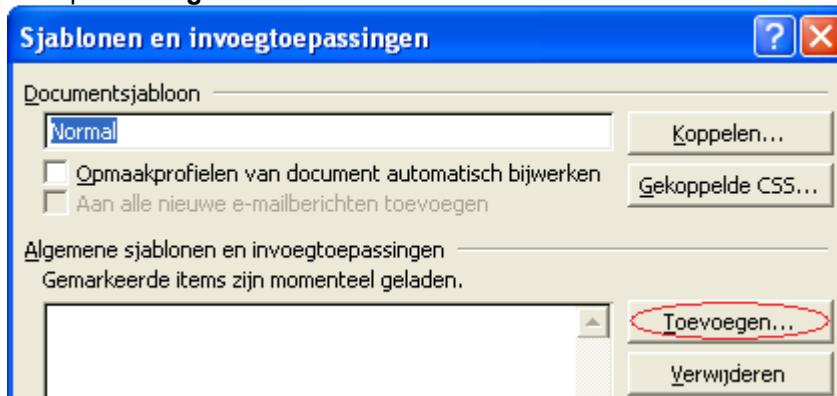 Sjablonen en invoegtoepassingen
Documentsjabloon
Normal
Koppelen...
Opmaakprofielen van document automatisch bijwerken
Gekoppelde CSS...
Aan alle nieuwe e-mailberichten toevoegen
Algemene sjablonen en invoegtoepassingen
Gemarkeerde items zijn momenteel geladen.
Toevoegen...
Verwijderen